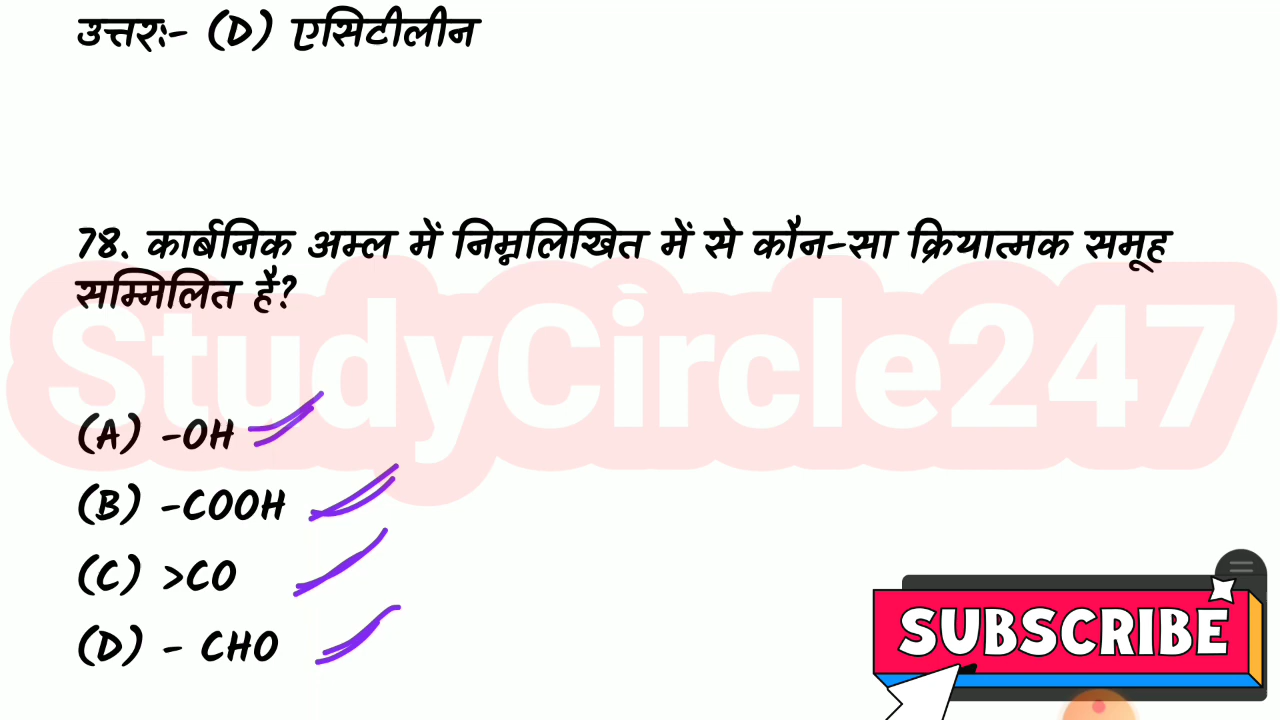 उत्तरः- (D) एसिटीलीन
78. कार्बनिक अम्ल में निम्नलिखित में से कौन-सा क्रियात्मक समूह
सम्मिलित है?
StudyCircle247
(A) -OH
(B) -COOH
(C) >CO
(D) - CHO
SUBSCRIBE